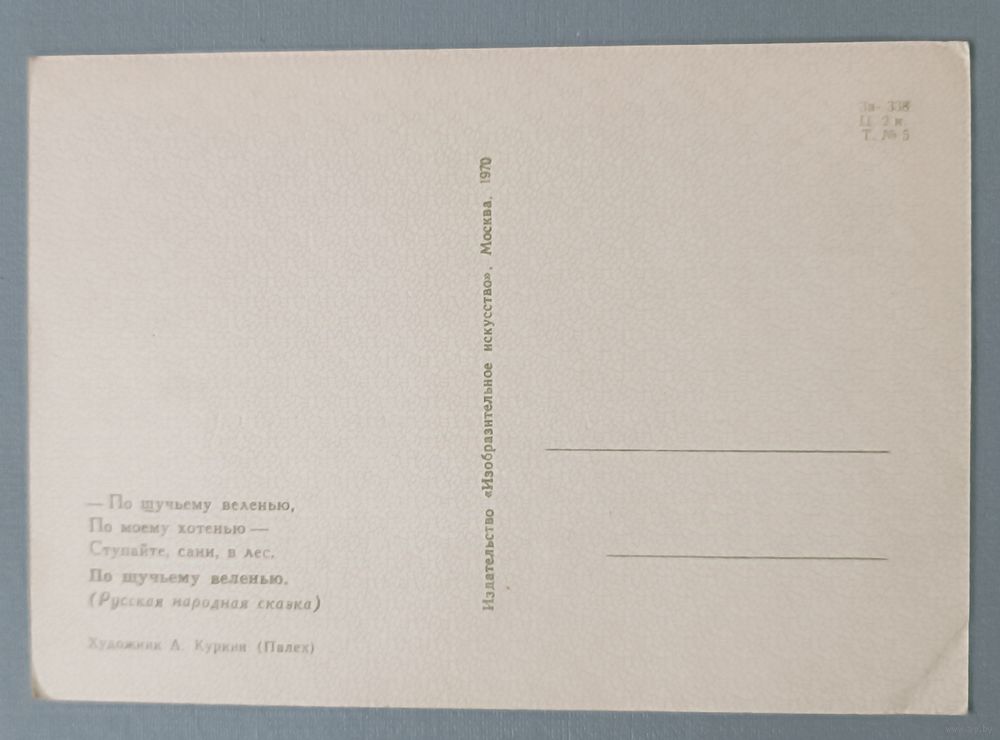 — По щучьему веленью,
По моему хотенью —
Ступайте, сани, в лес.
По щучьему веленью.
(Русская народная сказка)
Художник А. Куркин (Палех)
Издательство «Изобразительное искусство», Москва, 1970
Зв- 338
Ц. 2 к.
Т. № 5